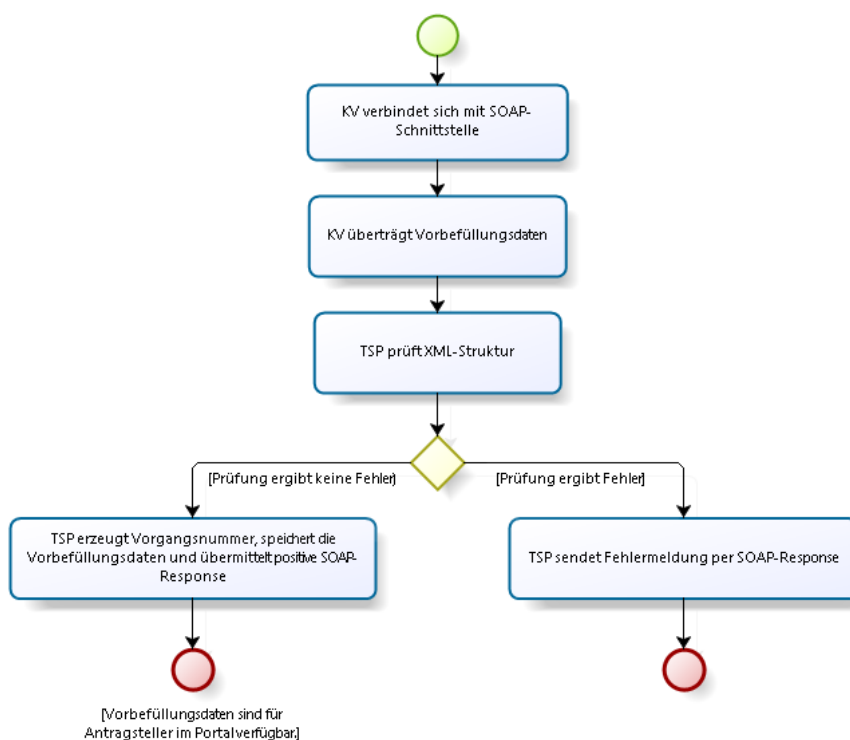 KV verbindet sich mit SOAP-
Schnittstelle
KV überträgt Vorbefüllungsdaten
TSP prüft XML-Struktur
[Prüfung ergibt keine Fehler]
[Prüfung ergibt Fehler]
TSP erzeugt Vorgangsnummer, speichert die
Vorbefüllungsdaten und übermittelt positive SOAP-
Response
TSP sendet Fehlermeldung per SOAP-Response
[Vorbefüllungsdaten sind für
Antragsteller im Portal verfügbar.]